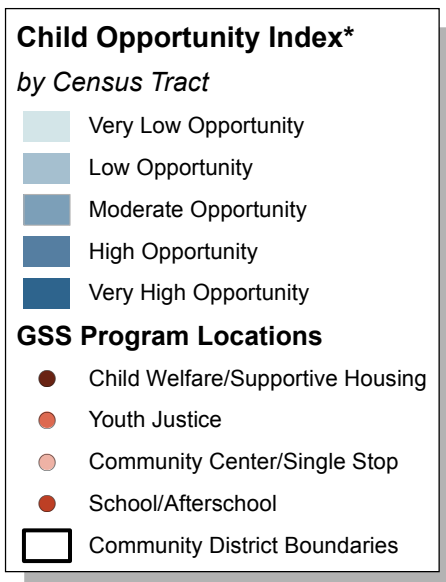 Child Opportunity Index*
by Census Tract
Very Low Opportunity
Low Opportunity
Moderate Opportunity
High Opportunity
Very High Opportunity
GSS Program Locations
Child Welfare/Supportive Housing
Youth Justice
Community Center/Single Stop
School/Afterschool
Community District Boundaries